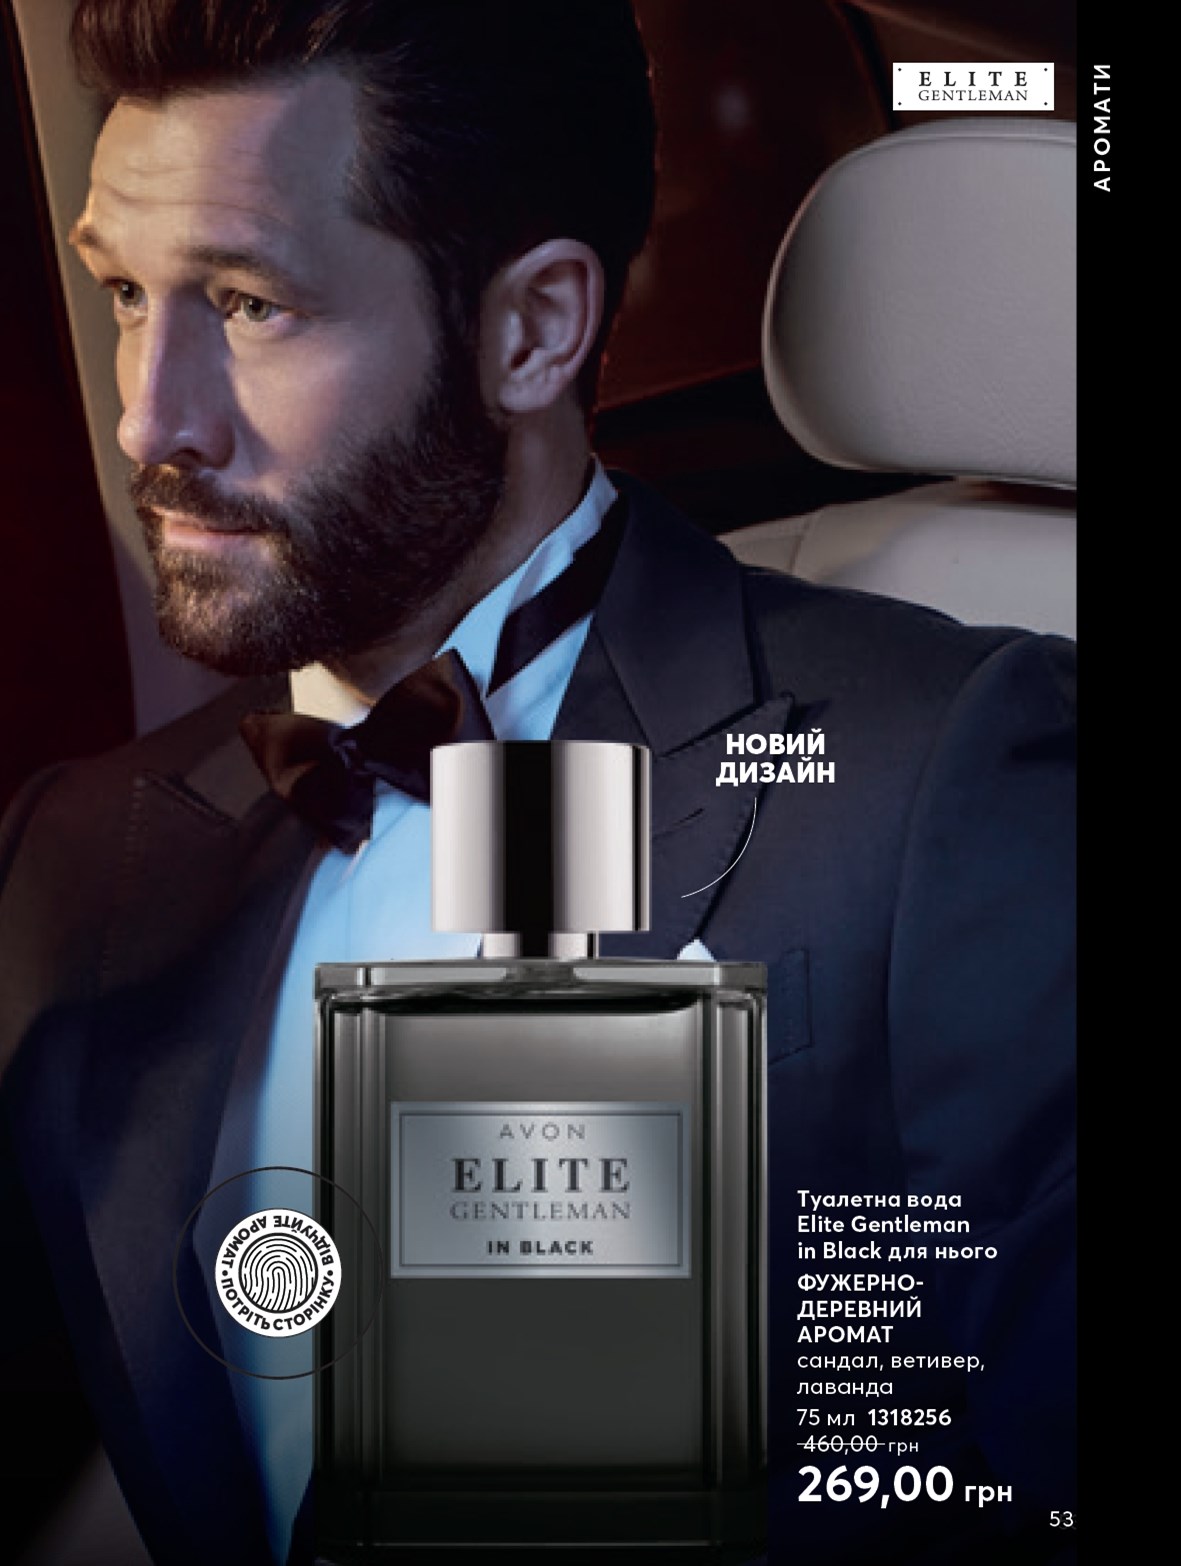 ELITE
GENTLEMAN
АРОМАТИ
НОВИЙ
ДИЗАЙН
AVON
ELITE
GENTLEMAN
IN BLACK
ВІДЧУЙТЕ АРОМАТ • ПОТРІТЬ СТОРІНКУ •
Туалетна вода
Elite Gentleman
in Black для нього
ФУЖЕРНО-
ДЕРЕВНИЙ
АРОМАТ
сандал, ветивер,
лаванда
75 мл 1318256
460,00 грн
269,00 грн
53